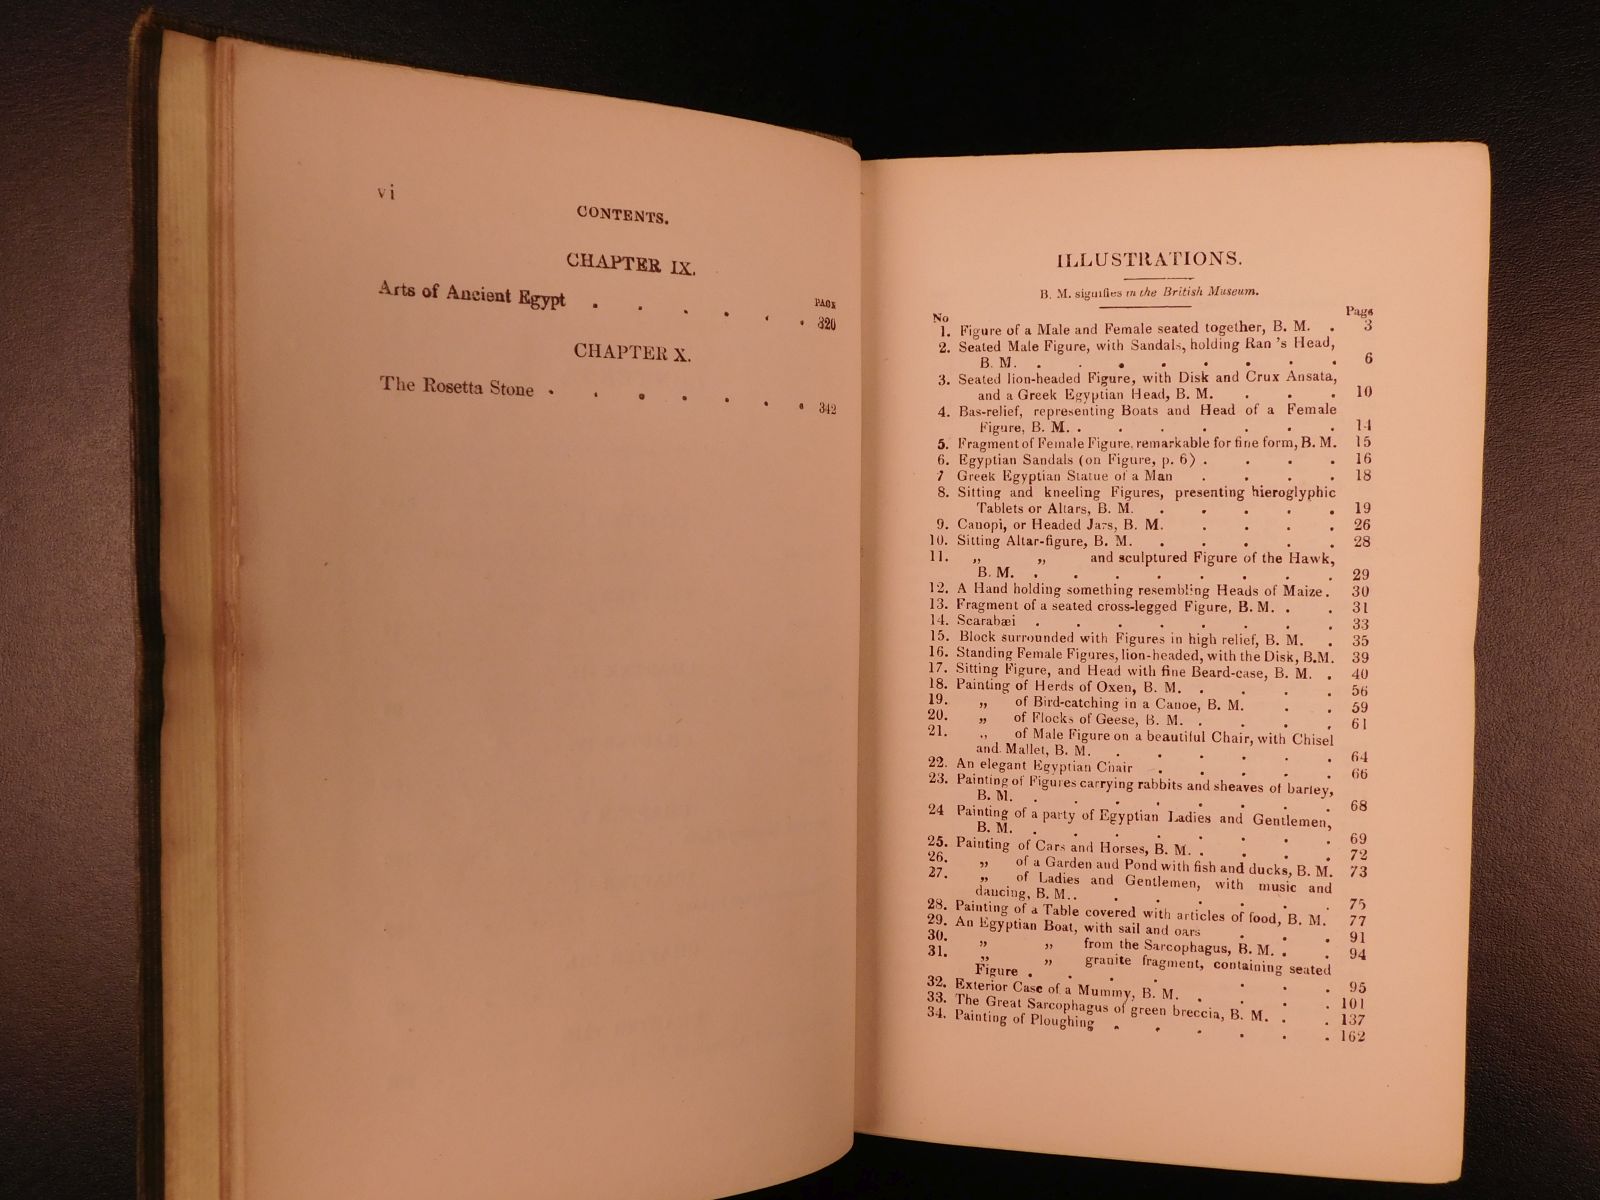 vi
CONTENTS.
CHAPTER IX.
PAGE
Arts of Ancient Egypt . . . . . . 320
CHAPTER X.
The Rosetta Stone . . . . . . . 342
ILLUSTRATIONS.
B. M. signifies in the British Museum.
No Page
1. Figure of a Male and Female seated together, B. M. . 3
2. Seated Male Figure, with Sandals, holding Ran 's Head,
B. M. . . . . . . . . 6
3. Seated lion-headed Figure, with Disk and Crux Ansata,
and a Greek Egyptian Head, B. M. . . . 10
4. Bas-relief, representing Boats and Head of a Female
Figure, B. M. . . . . . . . 14
5. Fragment of Female Figure, remarkable for fine form, B. M. 15
6. Egyptian Sandals (on Figure, p. 6) . . . . 16
7 Greek Egyptian Statue of a Man . . . . 18
8. Sitting and kneeling Figures, presenting hieroglyphic
Tablets or Altars, B. M. . . . . . 19
9. Canopi, or Headed Jars, B. M. . . . . 26
10. Sitting Altar-figure, B. M. . . . . . 28
11. „ „ and sculptured Figure of the Hawk,
B. M. . . . . . . . . 29
12. A Hand holding something resembling Heads of Maize . 30
13. Fragment of a seated cross-legged Figure, B. M. . . 31
14. Scarabæi . . . . . . . . 33
15. Block surrounded with Figures in high relief, B. M. . 35
16. Standing Female Figures, lion-headed, with the Disk, B.M. 39
17. Sitting Figure, and Head with fine Beard-case, B. M. . 40
18. Painting of Herds of Oxen, B. M. . . . . 56
19. „ of Bird-catching in a Canoe, B. M. . . 59
20. „ of Flocks of Geese, B. M. . . . . 61
21. „ of Male Figure on a beautiful Chair, with Chisel
and Mallet, B. M. . . . . . . 64
22. An elegant Egyptian Chair . . . . . 66
23. Painting of Figures carrying rabbits and sheaves of barley,
B. M. . . . . . . . . 68
24 Painting of a party of Egyptian Ladies and Gentlemen,
B. M. . . . . . . . . 69
25. Painting of Cars and Horses, B. M. . . . . 72
26. „ of a Garden and Pond with fish and ducks, B. M. 73
27. „ of Ladies and Gentlemen, with music and
dancing, B. M. . . . . . . . 75
28. Painting of a Table covered with articles of food, B. M. 77
29. An Egyptian Boat, with sail and oars . . . 91
30. „ „ from the Sarcophagus, B. M. . . 94
31. „ „ granite fragment, containing seated
Figure . . . . . . . . 95
32. Exterior Case of a Mummy, B. M. . . . . 101
33. The Great Sarcophagus of green breccia, B. M. . . 137
34. Painting of Ploughing . . . . . . 162